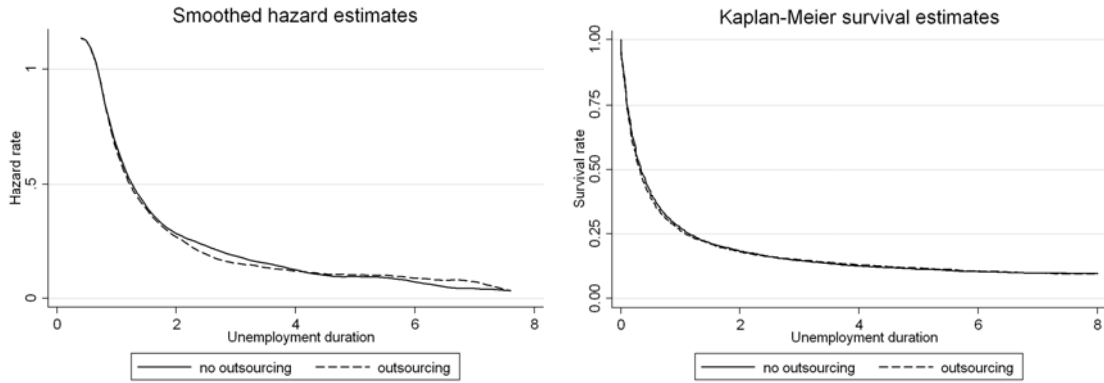 Smoothed hazard estimates
Hazard rate
1
.5
0
0 2 4 6 8
Unemployment duration
no outsourcing outsourcing
Kaplan-Meier survival estimates
Survival rate
1.00
0.75
0.50
0.25
0.00
0 2 4 6 8
Unemployment duration
no outsourcing outsourcing